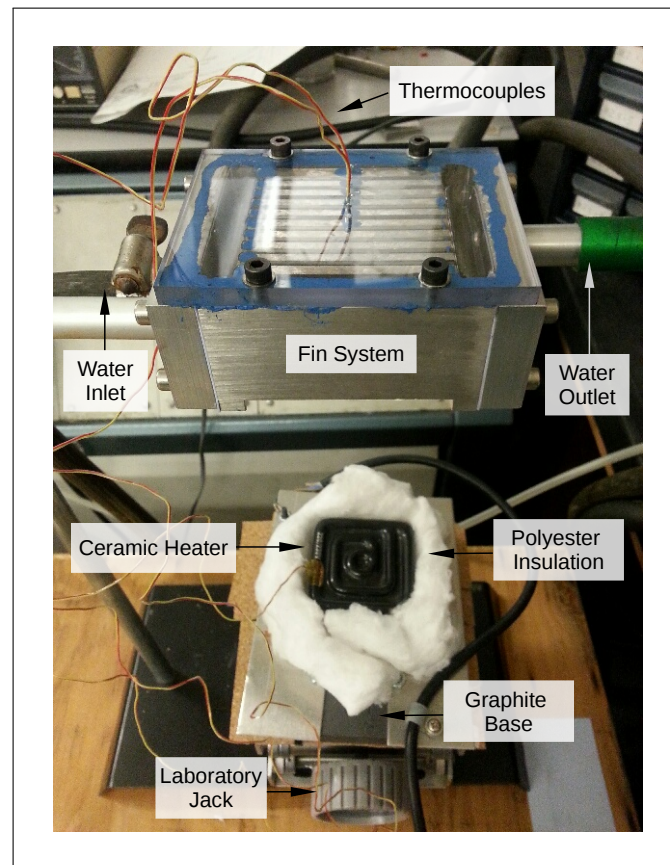 Thermocouples
Fin System
Water
Inlet
Water
Outlet
Ceramic Heater
Polyester
Insulation
Graphite
Base
Laboratory
Jack